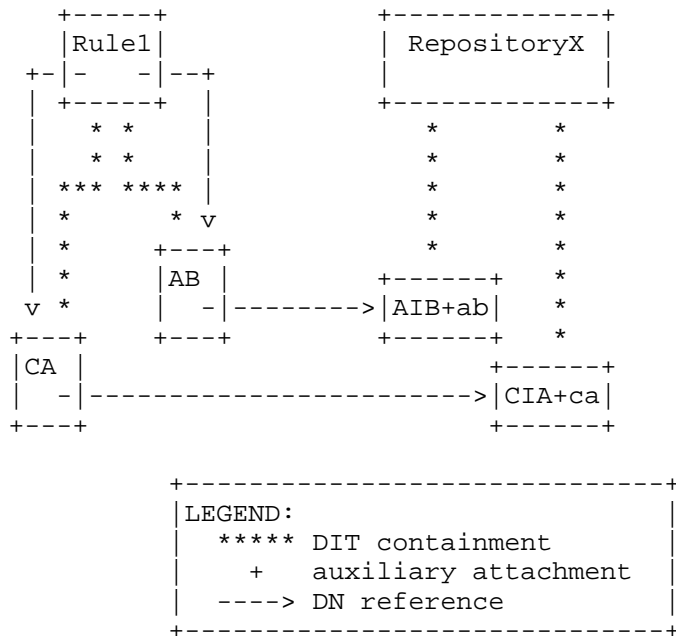 Rule1 RepositoryX
AB
AIB+ab
CA
CIA+ca
LEGEND:
***** DIT containment
+ auxiliary attachment
----> DN reference